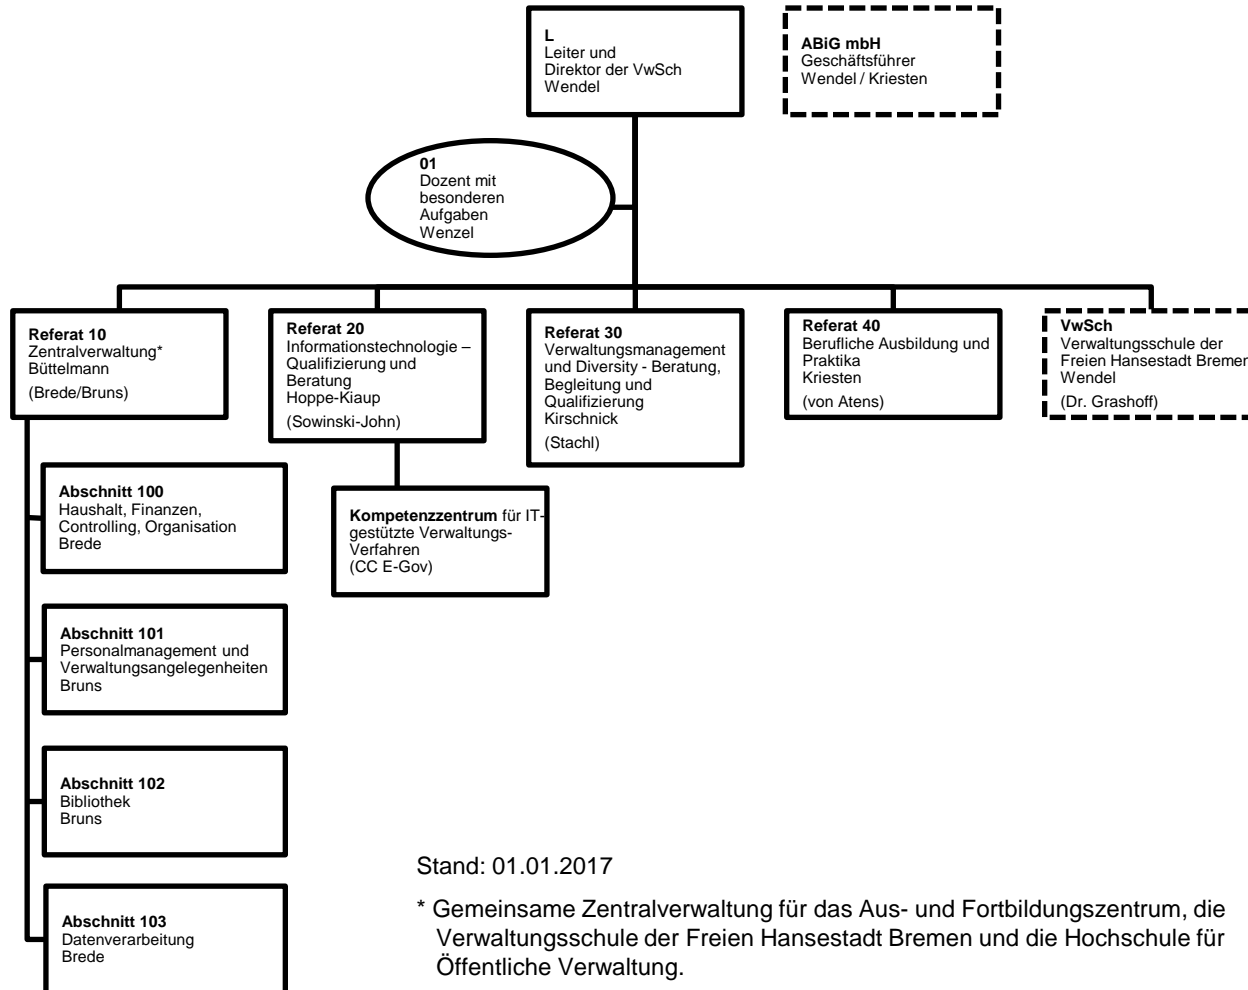 L
Leiter und
Direktor der VwSch
Wendel
ABiG mbH
Geschäftsführer
Wendel / Kriesten
01
Dozent mit
besonderen
Aufgaben
Wenzel
Referat 10
Zentralverwaltung*
Büttelmann
(Brede/Bruns)
Referat 20
Informationstechnologie –
Qualifizierung und
Beratung
Hoppe-Kiaup
(Sowinski-John)
Referat 30
Verwaltungsmanagement
und Diversity - Beratung,
Begleitung und
Qualifizierung
Kirschnick
(Stachl)
Referat 40
Berufliche Ausbildung und
Praktika
Kriesten
(von Atens)
VwSch
Verwaltungsschule der
Freien Hansestadt Bremen
Wendel
(Dr. Grashoff)
Abschnitt 100
Haushalt, Finanzen,
Controlling, Organisation
Brede
Kompetenzzentrum für IT-
gestützte Verwaltungs-
Verfahren
(CC E-Gov)
Abschnitt 101
Personalmanagement und
Verwaltungsangelegenheiten
Bruns
Abschnitt 102
Bibliothek
Bruns
Abschnitt 103
Datenverarbeitung
Brede
Stand: 01.01.2017
* Gemeinsame Zentralverwaltung für das Aus- und Fortbildungszentrum, die
Verwaltungsschule der Freien Hansestadt Bremen und die Hochschule für
Öffentliche Verwaltung.